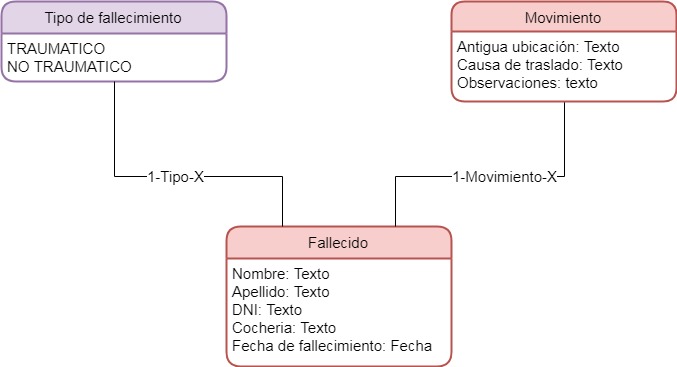 Tipo de fallecimiento
TRAUMATICO
NO TRAUMATICO
Movimiento
Antigua ubicación: Texto
Causa de traslado: Texto
Observaciones: texto
1-Tipo-X
1-Movimiento-X
Fallecido
Nombre: Texto
Apellido: Texto
DNI: Texto
Cocheria: Texto
Fecha de fallecimiento: Fecha